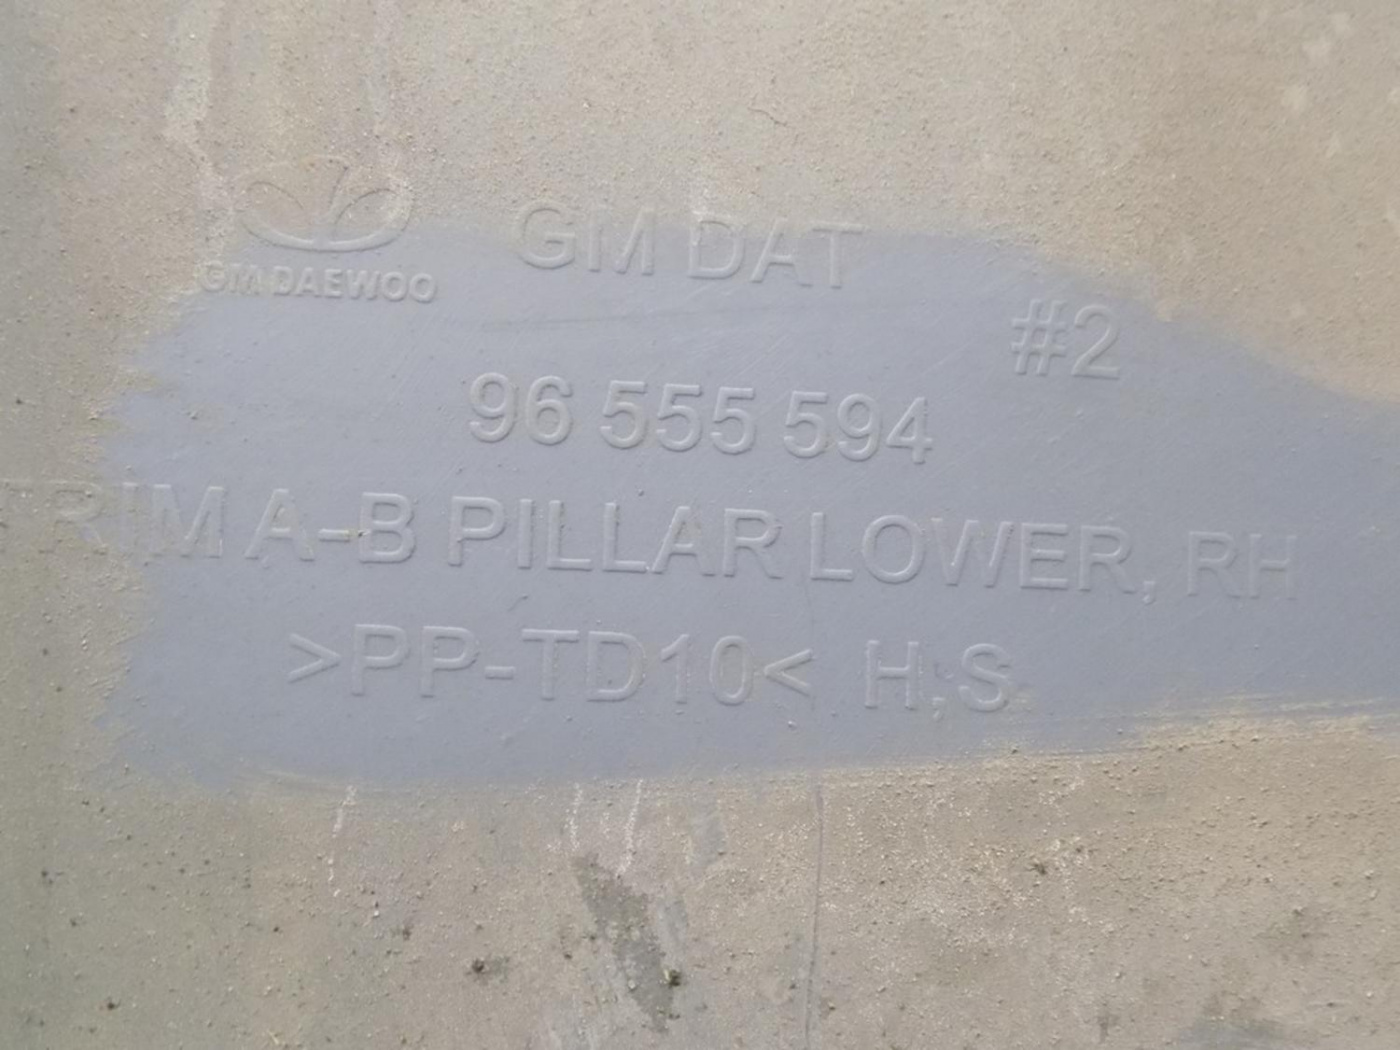 GM DAEWOO
GM DAT
#2
96 555 594
TRIM A-B PILLAR LOWER, RH
>PP-TD10< H,S